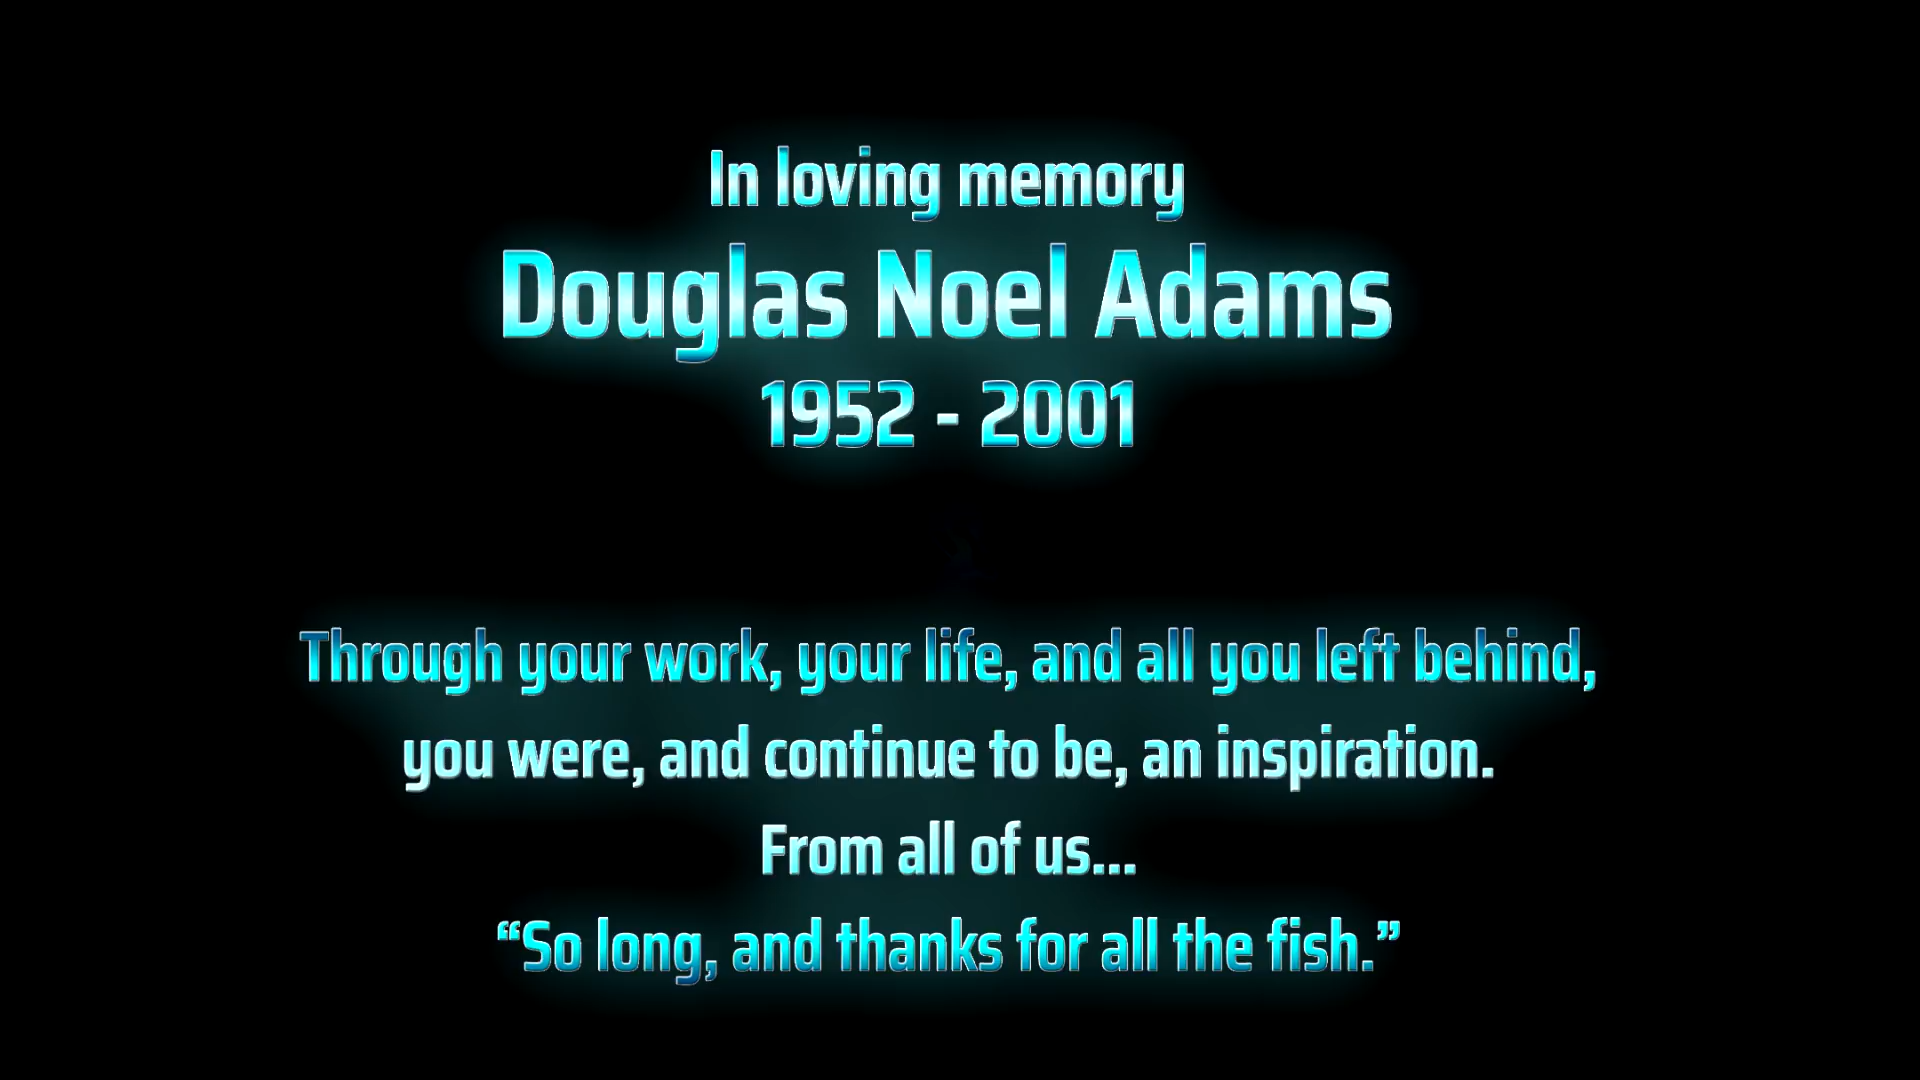 In loving memory
Douglas Noel Adams
1952 - 2001
Through your work, your life, and all you left behind,
you were, and continue to be, an inspiration.
From all of us...
“So long, and thanks for all the fish.”